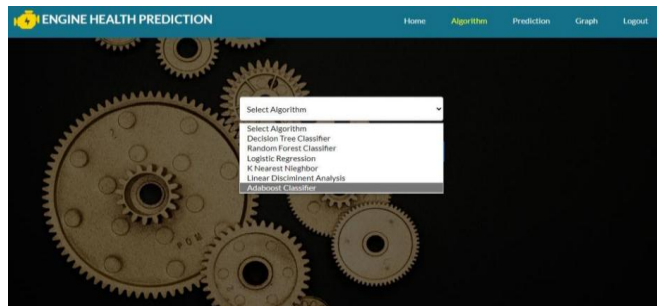 ENGINE HEALTH PREDICTION
Home Algorithm Prediction Graph Logout
Select Algorithm
Select Algorithm
Decision Tree Classifier
Random Forest Classifier
Logistic Regression
K Nearest Nieghbor
Linear Disciminent Analysis
Adaboost Classifier